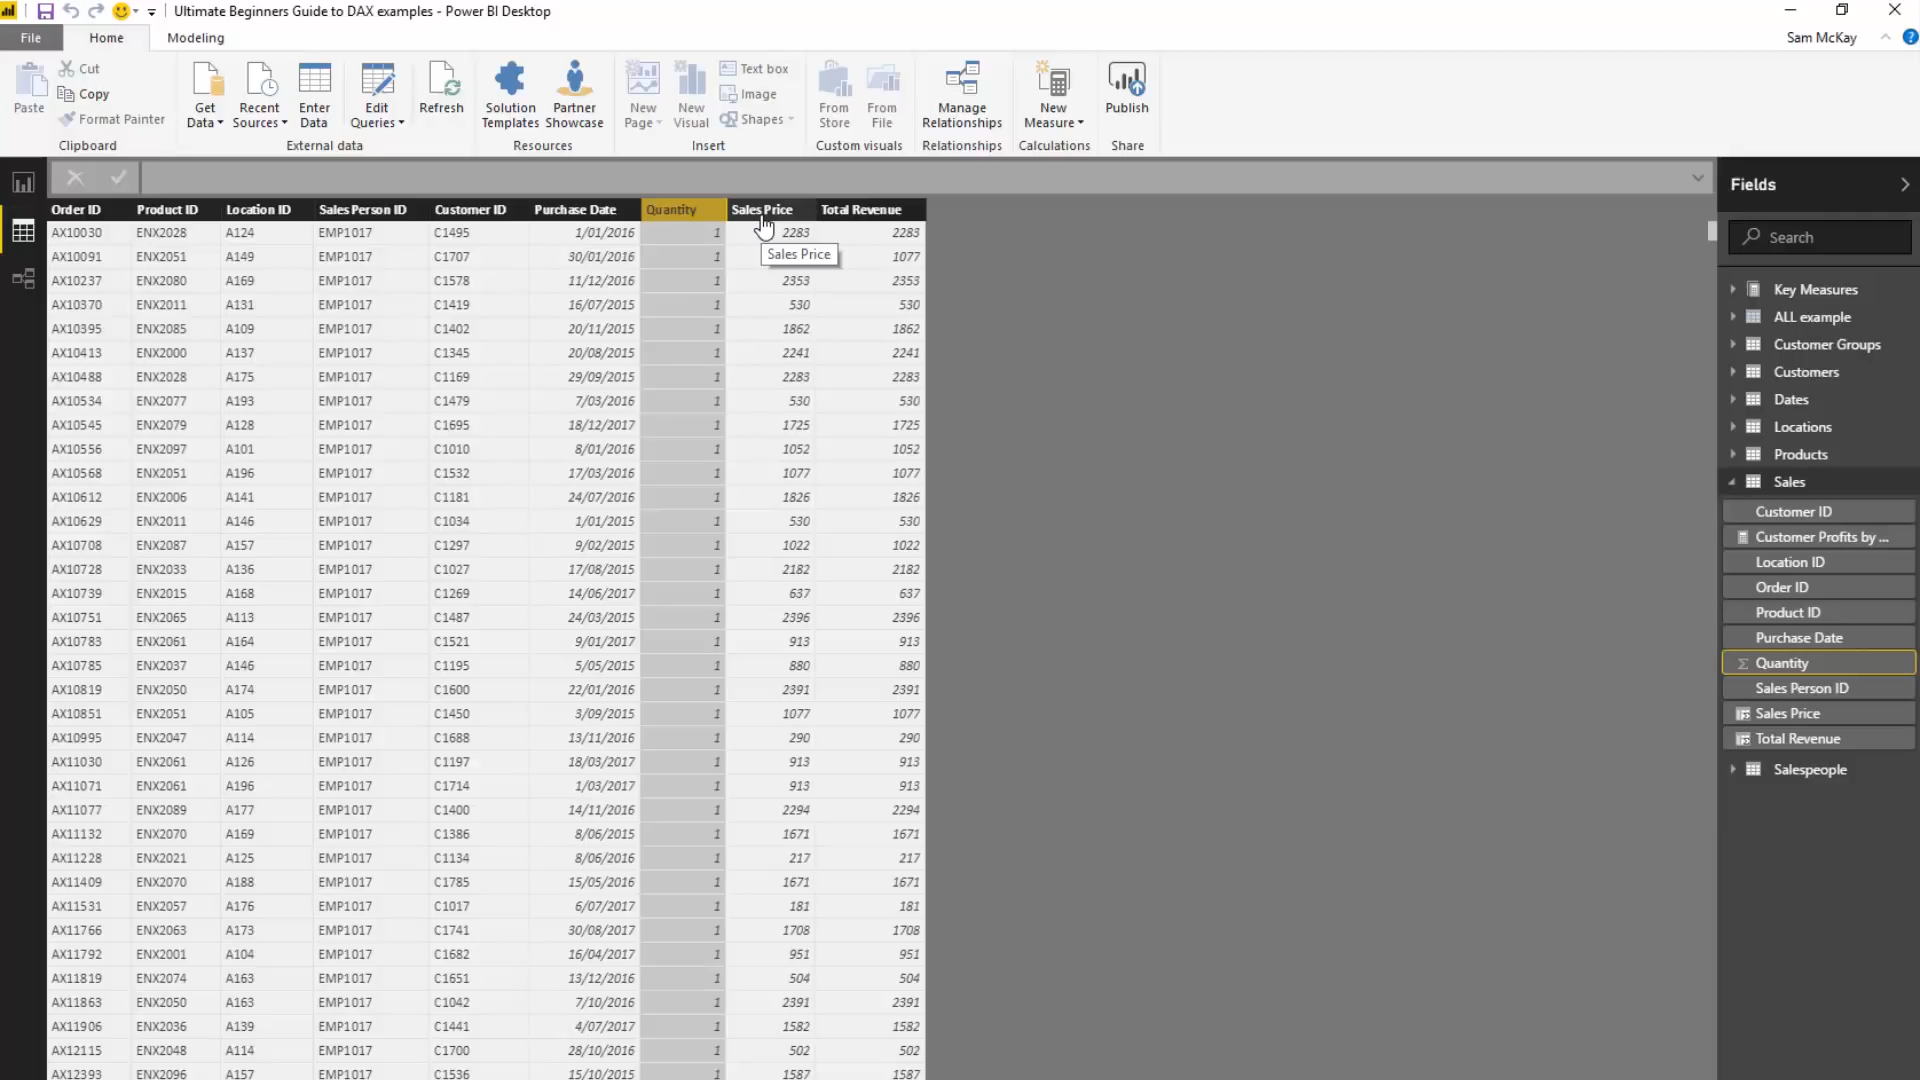 Ultimate Beginners Guide to DAX examples - Power BI Desktop
File Home Modeling Sam McKay
Paste Cut Copy Format Painter
Get Data Recent Sources Enter Data Edit Queries Refresh
Solution Templates Partner Showcase
New Page New Visual Text box Image Shapes
From Store From File
Manage Relationships
New Measure
Publish
Clipboard External data Resources Insert Custom visuals Relationships Calculations Share
Order ID Product ID Location ID Sales Person ID Customer ID Purchase Date Quantity Sales Price Total Revenue
AX10030 ENX2028 A124 EMP1017 C1495 1/01/2016 1 2283 2283
AX10091 ENX2051 A149 EMP1017 C1707 30/01/2016 1 Sales Price 1077
AX10237 ENX2080 A169 EMP1017 C1578 11/12/2016 1 2353 2353
AX10370 ENX2011 A131 EMP1017 C1419 16/07/2015 1 530 530
AX10395 ENX2085 A109 EMP1017 C1402 20/11/2015 1 1862 1862
AX10413 ENX2000 A137 EMP1017 C1345 20/08/2015 1 2241 2241
AX10488 ENX2028 A175 EMP1017 C1169 29/09/2015 1 2283 2283
AX10534 ENX2077 A193 EMP1017 C1479 7/03/2016 1 530 530
AX10545 ENX2079 A128 EMP1017 C1695 18/12/2017 1 1725 1725
AX10556 ENX2097 A101 EMP1017 C1010 8/01/2016 1 1052 1052
AX10568 ENX2051 A196 EMP1017 C1532 17/03/2016 1 1077 1077
AX10612 ENX2006 A141 EMP1017 C1181 24/07/2016 1 1826 1826
AX10629 ENX2011 A146 EMP1017 C1034 1/01/2015 1 530 530
AX10708 ENX2087 A157 EMP1017 C1297 9/02/2015 1 1022 1022
AX10728 ENX2033 A136 EMP1017 C1027 17/08/2015 1 2182 2182
AX10739 ENX2015 A168 EMP1017 C1269 14/06/2017 1 637 637
AX10751 ENX2065 A113 EMP1017 C1487 24/03/2015 1 2396 2396
AX10783 ENX2061 A164 EMP1017 C1521 9/01/2017 1 913 913
AX10785 ENX2037 A146 EMP1017 C1195 5/05/2015 1 880 880
AX10819 ENX2050 A174 EMP1017 C1600 22/01/2016 1 2391 2391
AX10851 ENX2051 A105 EMP1017 C1450 3/09/2015 1 1077 1077
AX10995 ENX2047 A114 EMP1017 C1688 13/11/2016 1 290 290
AX11030 ENX2061 A126 EMP1017 C1197 18/03/2017 1 913 913
AX11071 ENX2061 A196 EMP1017 C1714 1/03/2017 1 913 913
AX11077 ENX2089 A177 EMP1017 C1400 14/11/2016 1 2294 2294
AX11132 ENX2070 A169 EMP1017 C1386 8/06/2015 1 1671 1671
AX11228 ENX2021 A125 EMP1017 C1134 8/06/2016 1 217 217
AX11409 ENX2070 A188 EMP1017 C1785 15/05/2016 1 1671 1671
AX11531 ENX2057 A176 EMP1017 C1017 6/07/2017 1 181 181
AX11766 ENX2063 A173 EMP1017 C1741 30/08/2017 1 1708 1708
AX11792 ENX2001 A104 EMP1017 C1682 16/04/2017 1 951 951
AX11819 ENX2074 A163 EMP1017 C1651 13/12/2016 1 504 504
AX11863 ENX2050 A163 EMP1017 C1042 7/10/2016 1 2391 2391
AX11906 ENX2036 A139 EMP1017 C1441 4/07/2017 1 1582 1582
AX12115 ENX2048 A114 EMP1017 C1700 28/10/2016 1 502 502
AX12393 ENX2096 A157 EMP1017 C1536 15/10/2015 1 1587 1587
Fields
Search
Key Measures
ALL example
Customer Groups
Customers
Dates
Locations
Products
Sales
Customer ID
Customer Profits by ...
Location ID
Order ID
Product ID
Purchase Date
Σ Quantity
Sales Person ID
Sales Price
Total Revenue
Salespeople